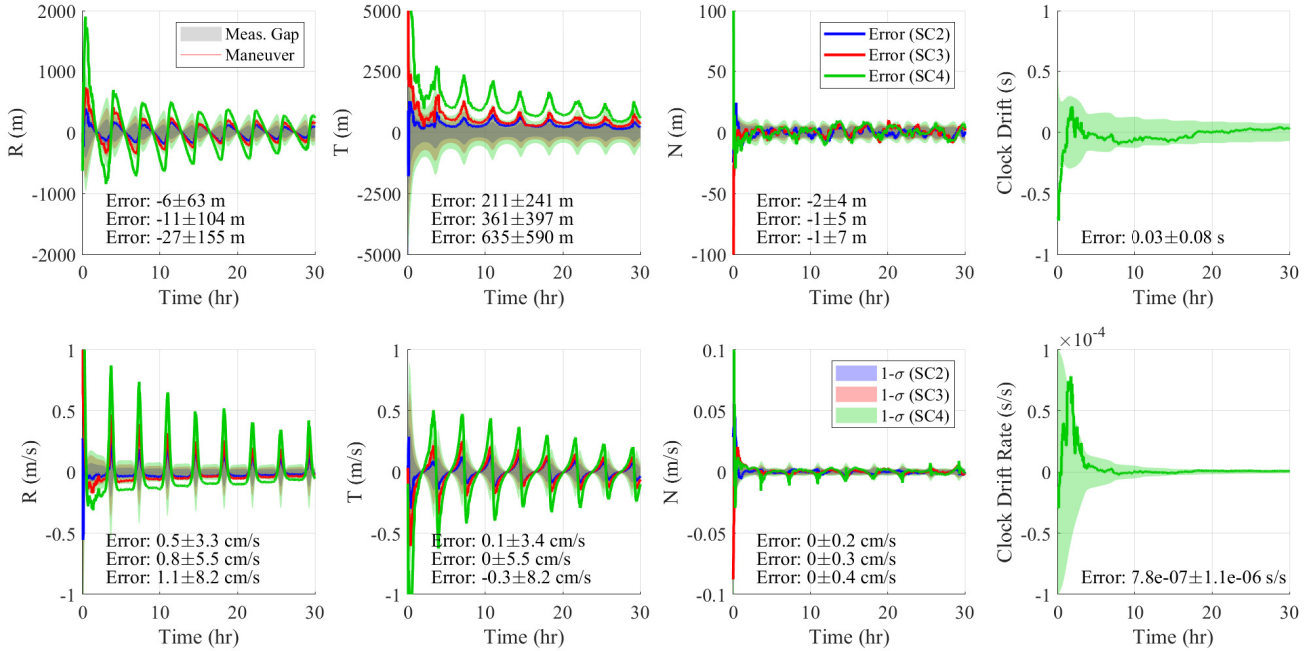 2000
1000
0
-1000
-2000
R (m)
Meas. Gap
Maneuver
Error: -6±63 m
Error: -11±104 m
Error: -27±155 m
0 10 20 30
Time (hr)
5000
2500
0
-2500
-5000
T (m)
Error: 211±241 m
Error: 361±397 m
Error: 635±590 m
0 10 20 30
Time (hr)
100
50
0
-50
-100
N (m)
Error (SC2)
Error (SC3)
Error (SC4)
Error: -2±4 m
Error: -1±5 m
Error: -1±7 m
0 10 20 30
Time (hr)
1
0.5
0
-0.5
-1
Clock Drift (s)
Error: 0.03±0.08 s
0 10 20 30
Time (hr)
1
0.5
0
-0.5
-1
R (m/s)
Error: 0.5±3.3 cm/s
Error: 0.8±5.5 cm/s
Error: 1.1±8.2 cm/s
0 10 20 30
Time (hr)
1
0.5
0
-0.5
-1
T (m/s)
Error: 0.1±3.4 cm/s
Error: 0±5.5 cm/s
Error: -0.3±8.2 cm/s
0 10 20 30
Time (hr)
0.1
0.05
0
-0.05
-0.1
N (m/s)
1-σ (SC2)
1-σ (SC3)
1-σ (SC4)
Error: 0±0.2 cm/s
Error: 0±0.3 cm/s
Error: 0±0.4 cm/s
0 10 20 30
Time (hr)
×10⁻⁴
1
0.5
0
-0.5
-1
Clock Drift Rate (s/s)
Error: 7.8e-07±1.1e-06 s/s
0 10 20 30
Time (hr)